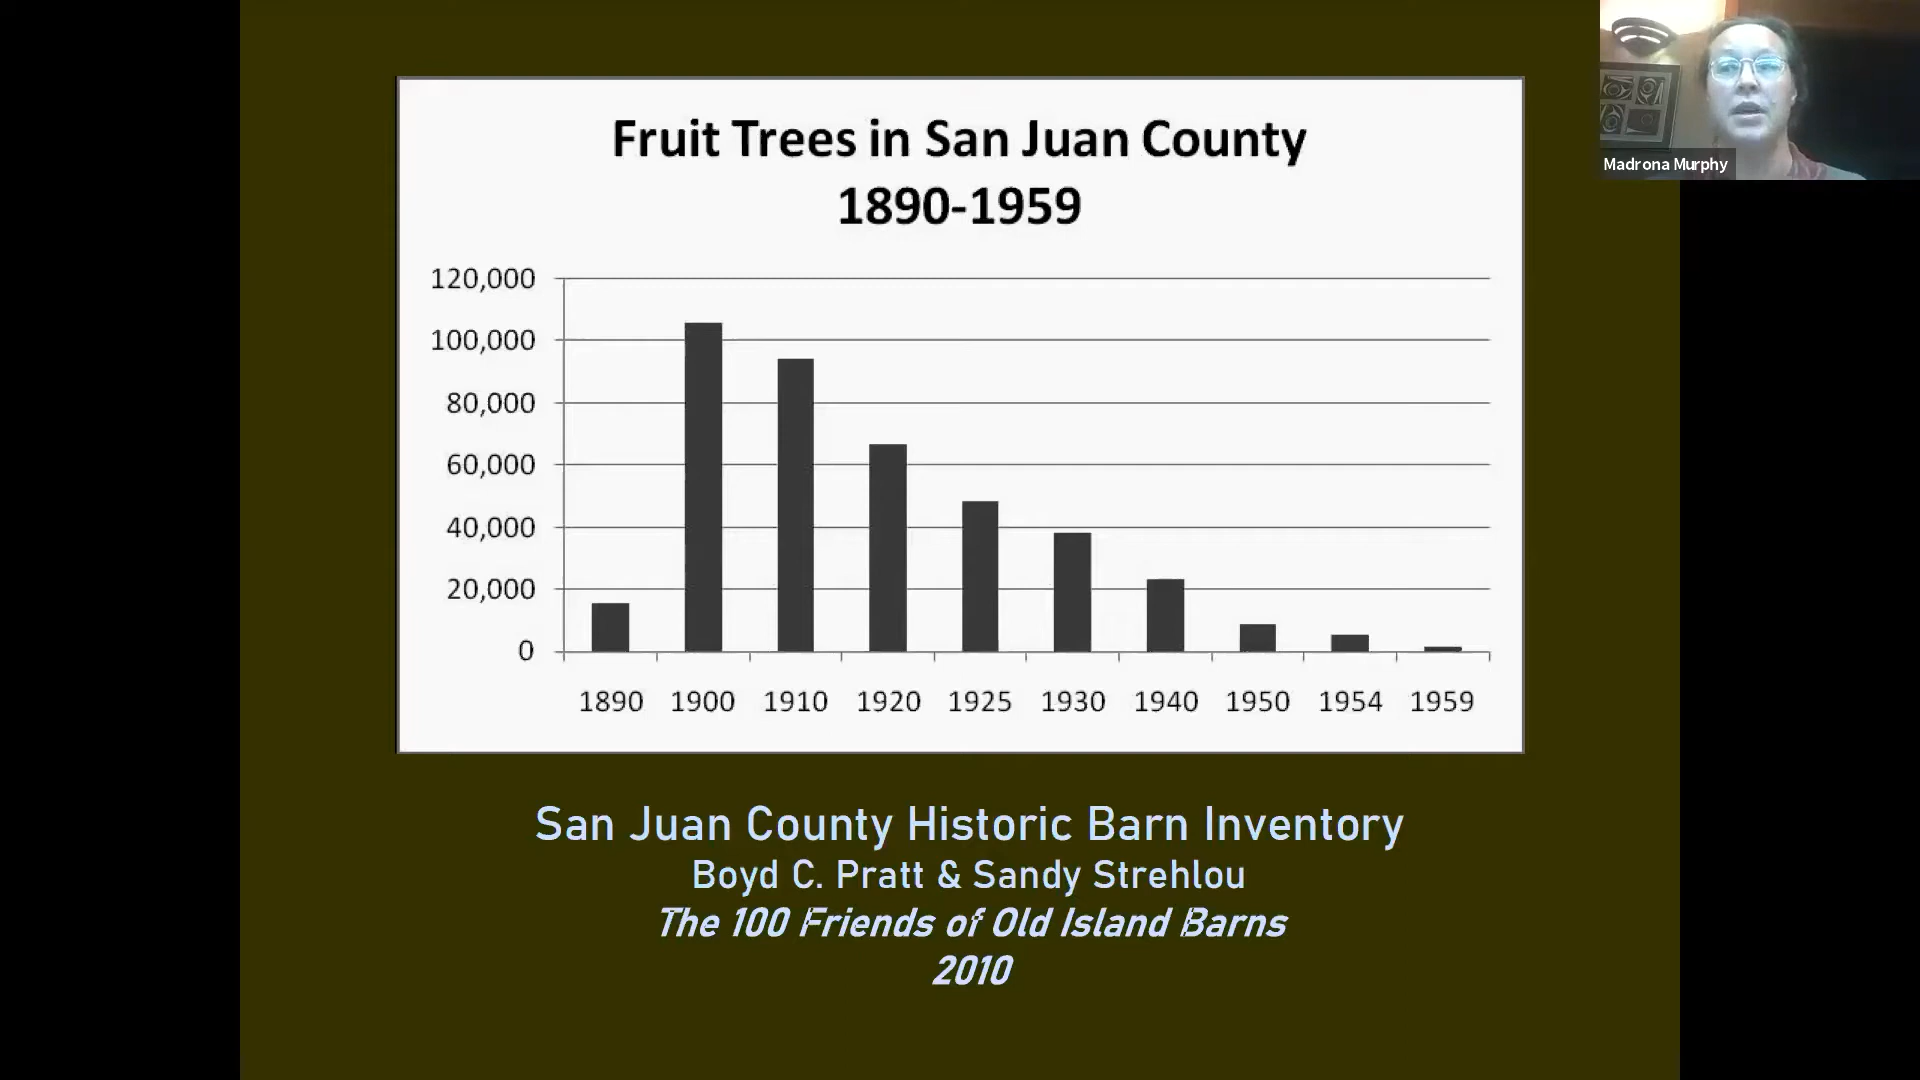 Madrona Murphy
Fruit Trees in San Juan County
1890-1959
120,000
100,000
80,000
60,000
40,000
20,000
0
1890 1900 1910 1920 1925 1930 1940 1950 1954 1959
San Juan County Historic Barn Inventory
Boyd C. Pratt & Sandy Strehlou
The 100 Friends of Old Island Barns
2010